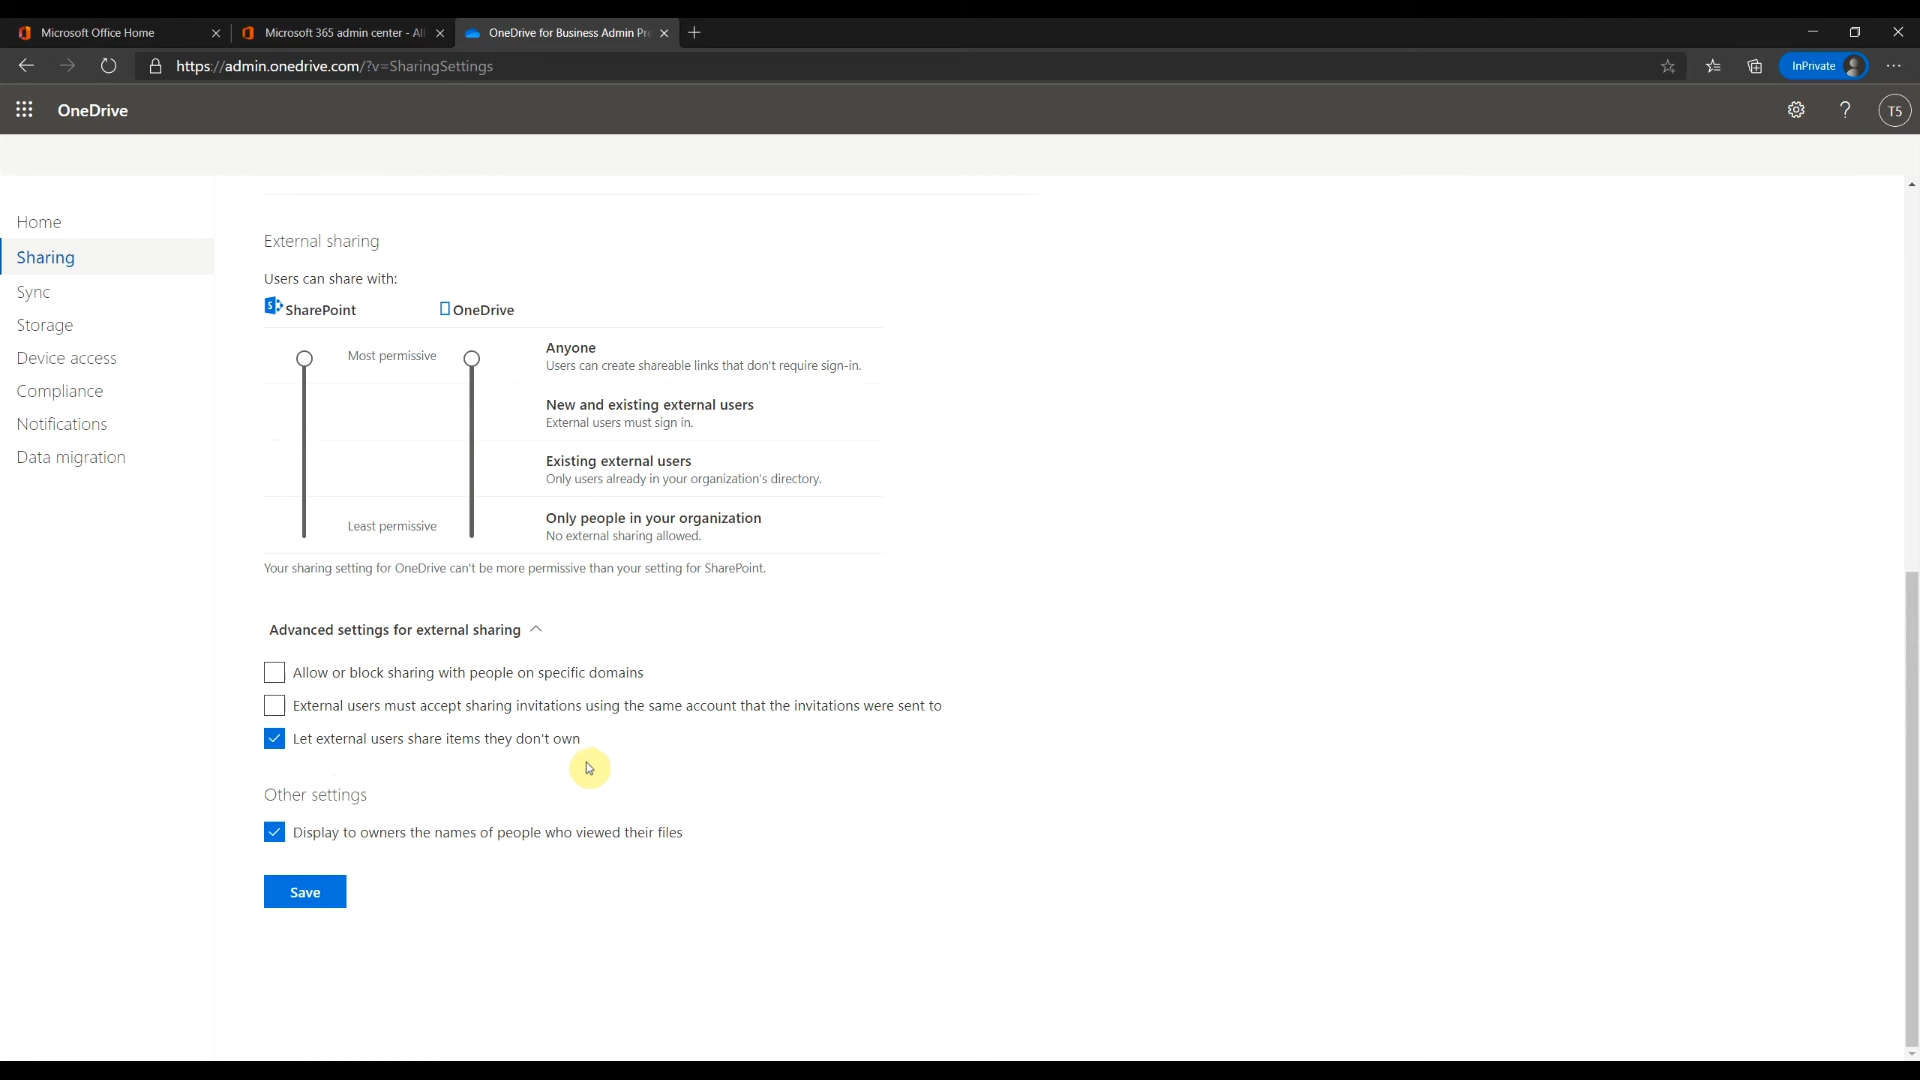 Microsoft Office Home
Microsoft 365 admin center - All
OneDrive for Business Admin Pre
https://admin.onedrive.com/?v=SharingSettings
InPrivate
OneDrive
?
T5
Home
Sharing
Sync
Storage
Device access
Compliance
Notifications
Data migration
External sharing
Users can share with:
SharePoint
OneDrive
Most permissive
Least permissive
Anyone
Users can create shareable links that don't require sign-in.
New and existing external users
External users must sign in.
Existing external users
Only users already in your organization's directory.
Only people in your organization
No external sharing allowed.
Your sharing setting for OneDrive can't be more permissive than your setting for SharePoint.
Advanced settings for external sharing
Allow or block sharing with people on specific domains
External users must accept sharing invitations using the same account that the invitations were sent to
Let external users share items they don't own
Other settings
Display to owners the names of people who viewed their files
Save